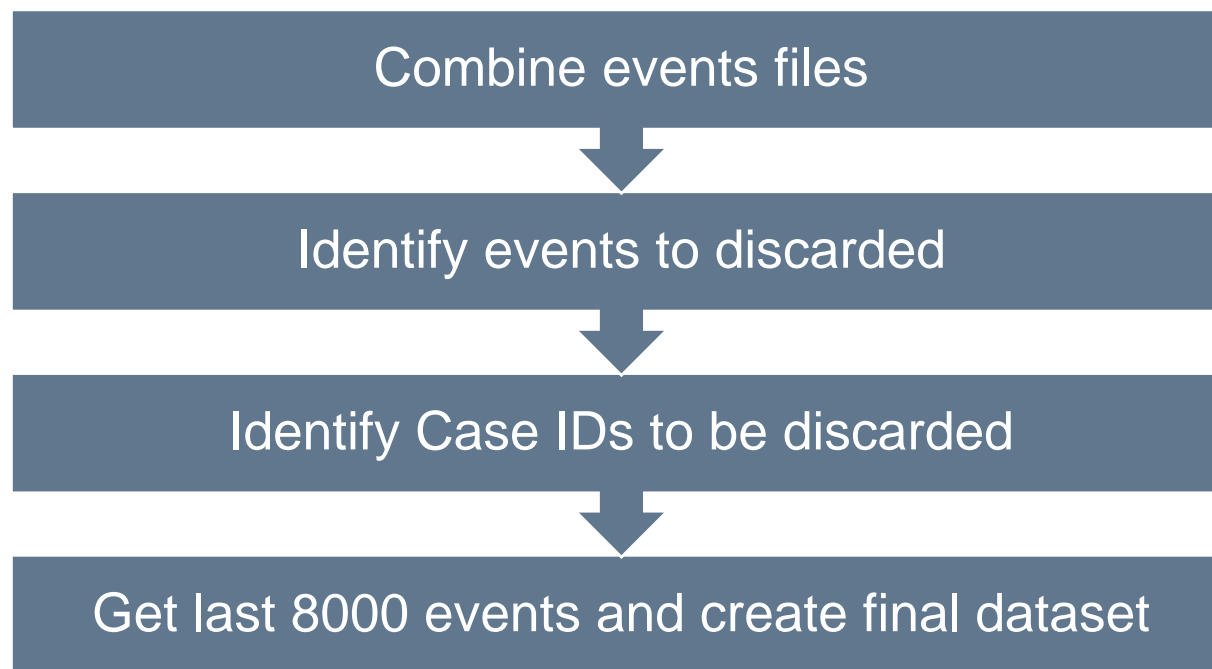 Combine events files
Identify events to discarded
Identify Case IDs to be discarded
Get last 8000 events and create final dataset